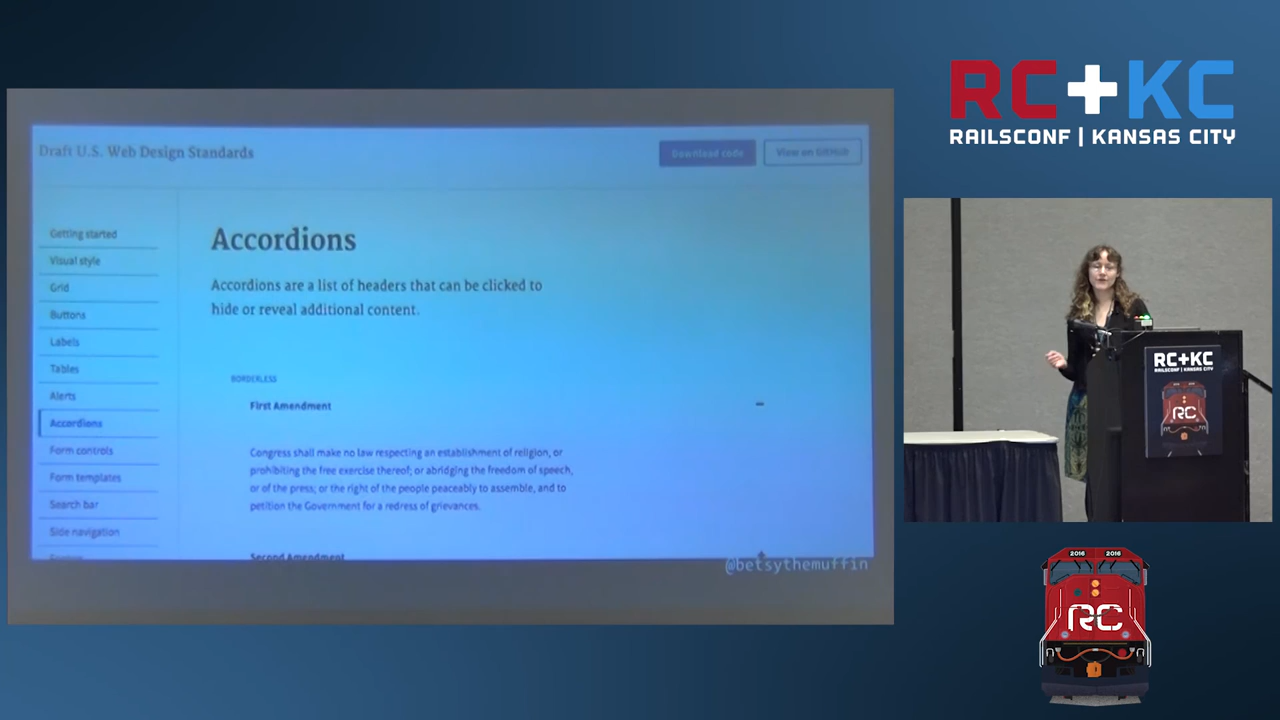 Draft U.S. Web Design Standards
Download code
View on GitHub
Getting started
Visual style
Grid
Buttons
Labels
Tables
Alerts
Accordions
Form controls
Form templates
Search bar
Side navigation
Accordions
Accordions are a list of headers that can be clicked to
hide or reveal additional content.
BORDERLESS
First Amendment
Congress shall make no law respecting an establishment of religion, or
prohibiting the free exercise thereof; or abridging the freedom of speech,
or of the press; or the right of the people peaceably to assemble, and to
petition the Government for a redress of grievances.
Second Amendment
@betsythemuffin
RC+KC
RAILSCONF | KANSAS CITY
RC+KC
RAILSCONF | KANSAS CITY
RC
2016 2016
RC